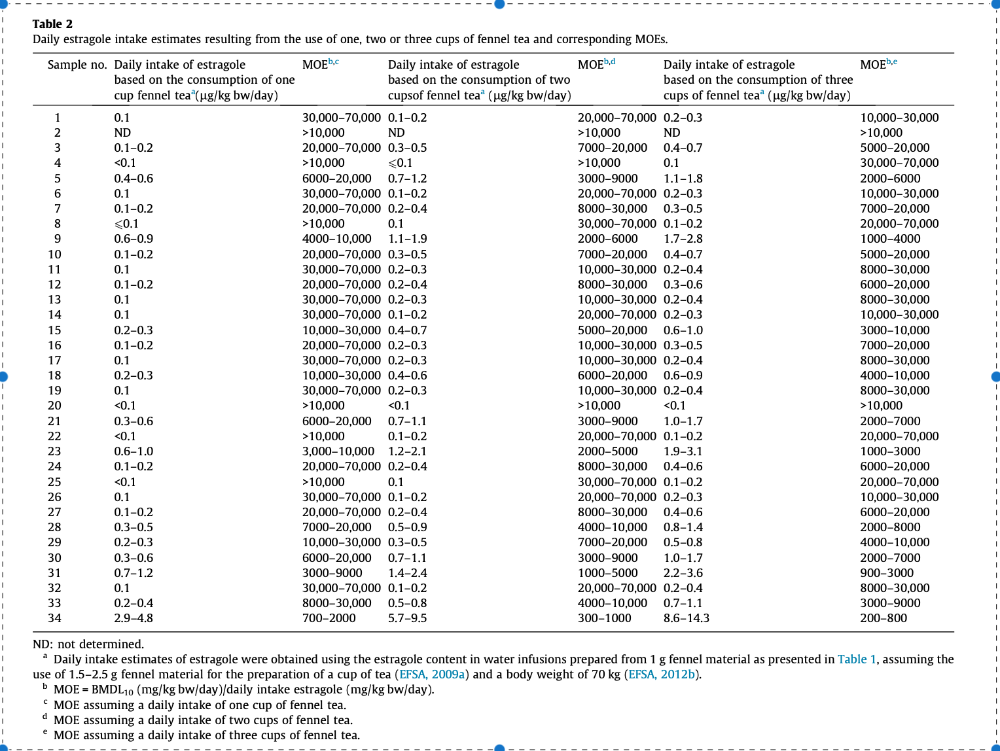 Table 2
Daily estragole intake estimates resulting from the use of one, two or three cups of fennel tea and corresponding MOEs.
Sample no. Daily intake of estragole MOEb,c Daily intake of estragole MOEb,d Daily intake of estragole MOEb,e
based on the consumption of one based on the consumption of two based on the consumption of three
cup fennel teaa(μg/kg bw/day) cupsof fennel teaa (μg/kg bw/day) cups of fennel teaa (μg/kg bw/day)
1 0.1 30,000–70,000 0.1–0.2 20,000–70,000 0.2–0.3 10,000–30,000
2 ND >10,000 ND >10,000 ND >10,000
3 0.1–0.2 20,000–70,000 0.3–0.5 7000–20,000 0.4–0.7 5000–20,000
4 <0.1 >10,000 ⩽0.1 >10,000 0.1 30,000–70,000
5 0.4–0.6 6000–20,000 0.7–1.2 3000–9000 1.1–1.8 2000–6000
6 0.1 30,000–70,000 0.1–0.2 20,000–70,000 0.2–0.3 10,000–30,000
7 0.1–0.2 20,000–70,000 0.2–0.4 8000–30,000 0.3–0.5 7000–20,000
8 ⩽0.1 >10,000 0.1 30,000–70,000 0.1–0.2 20,000–70,000
9 0.6–0.9 4000–10,000 1.1–1.9 2000–6000 1.7–2.8 1000–4000
10 0.1–0.2 20,000–70,000 0.3–0.5 7000–20,000 0.4–0.7 5000–20,000
11 0.1 30,000–70,000 0.2–0.3 10,000–30,000 0.2–0.4 8000–30,000
12 0.1–0.2 20,000–70,000 0.2–0.4 8000–30,000 0.3–0.6 6000–20,000
13 0.1 30,000–70,000 0.2–0.3 10,000–30,000 0.2–0.4 8000–30,000
14 0.1 30,000–70,000 0.1–0.2 20,000–70,000 0.2–0.3 10,000–30,000
15 0.2–0.3 10,000–30,000 0.4–0.7 5000–20,000 0.6–1.0 3000–10,000
16 0.1–0.2 20,000–70,000 0.2–0.3 10,000–30,000 0.3–0.5 7000–20,000
17 0.1 30,000–70,000 0.2–0.3 10,000–30,000 0.2–0.4 8000–30,000
18 0.2–0.3 10,000–30,000 0.4–0.6 6000–20,000 0.6–0.9 4000–10,000
19 0.1 30,000–70,000 0.2–0.3 10,000–30,000 0.2–0.4 8000–30,000
20 <0.1 >10,000 <0.1 >10,000 <0.1 >10,000
21 0.3–0.6 6000–20,000 0.7–1.1 3000–9000 1.0–1.7 2000–7000
22 <0.1 >10,000 0.1–0.2 20,000–70,000 0.1–0.2 20,000–70,000
23 0.6–1.0 3,000–10,000 1.2–2.1 2000–5000 1.9–3.1 1000–3000
24 0.1–0.2 20,000–70,000 0.2–0.4 8000–30,000 0.4–0.6 6000–20,000
25 <0.1 >10,000 0.1 30,000–70,000 0.1–0.2 20,000–70,000
26 0.1 30,000–70,000 0.1–0.2 20,000–70,000 0.2–0.3 10,000–30,000
27 0.1–0.2 20,000–70,000 0.2–0.4 8000–30,000 0.4–0.6 6000–20,000
28 0.3–0.5 7000–20,000 0.5–0.9 4000–10,000 0.8–1.4 2000–8000
29 0.2–0.3 10,000–30,000 0.3–0.5 7000–20,000 0.5–0.8 4000–10,000
30 0.3–0.6 6000–20,000 0.7–1.1 3000–9000 1.0–1.7 2000–7000
31 0.7–1.2 3000–9000 1.4–2.4 1000–5000 2.2–3.6 900–3000
32 0.1 30,000–70,000 0.1–0.2 20,000–70,000 0.2–0.4 8000–30,000
33 0.2–0.4 8000–30,000 0.5–0.8 4000–10,000 0.7–1.1 3000–9000
34 2.9–4.8 700–2000 5.7–9.5 300–1000 8.6–14.3 200–800
ND: not determined.
a Daily intake estimates of estragole were obtained using the estragole content in water infusions prepared from 1 g fennel material as presented in Table 1, assuming the
use of 1.5–2.5 g fennel material for the preparation of a cup of tea (EFSA, 2009a) and a body weight of 70 kg (EFSA, 2012b).
b MOE = BMDL10 (mg/kg bw/day)/daily intake estragole (mg/kg bw/day).
c MOE assuming a daily intake of one cup of fennel tea.
d MOE assuming a daily intake of two cups of fennel tea.
e MOE assuming a daily intake of three cups of fennel tea.